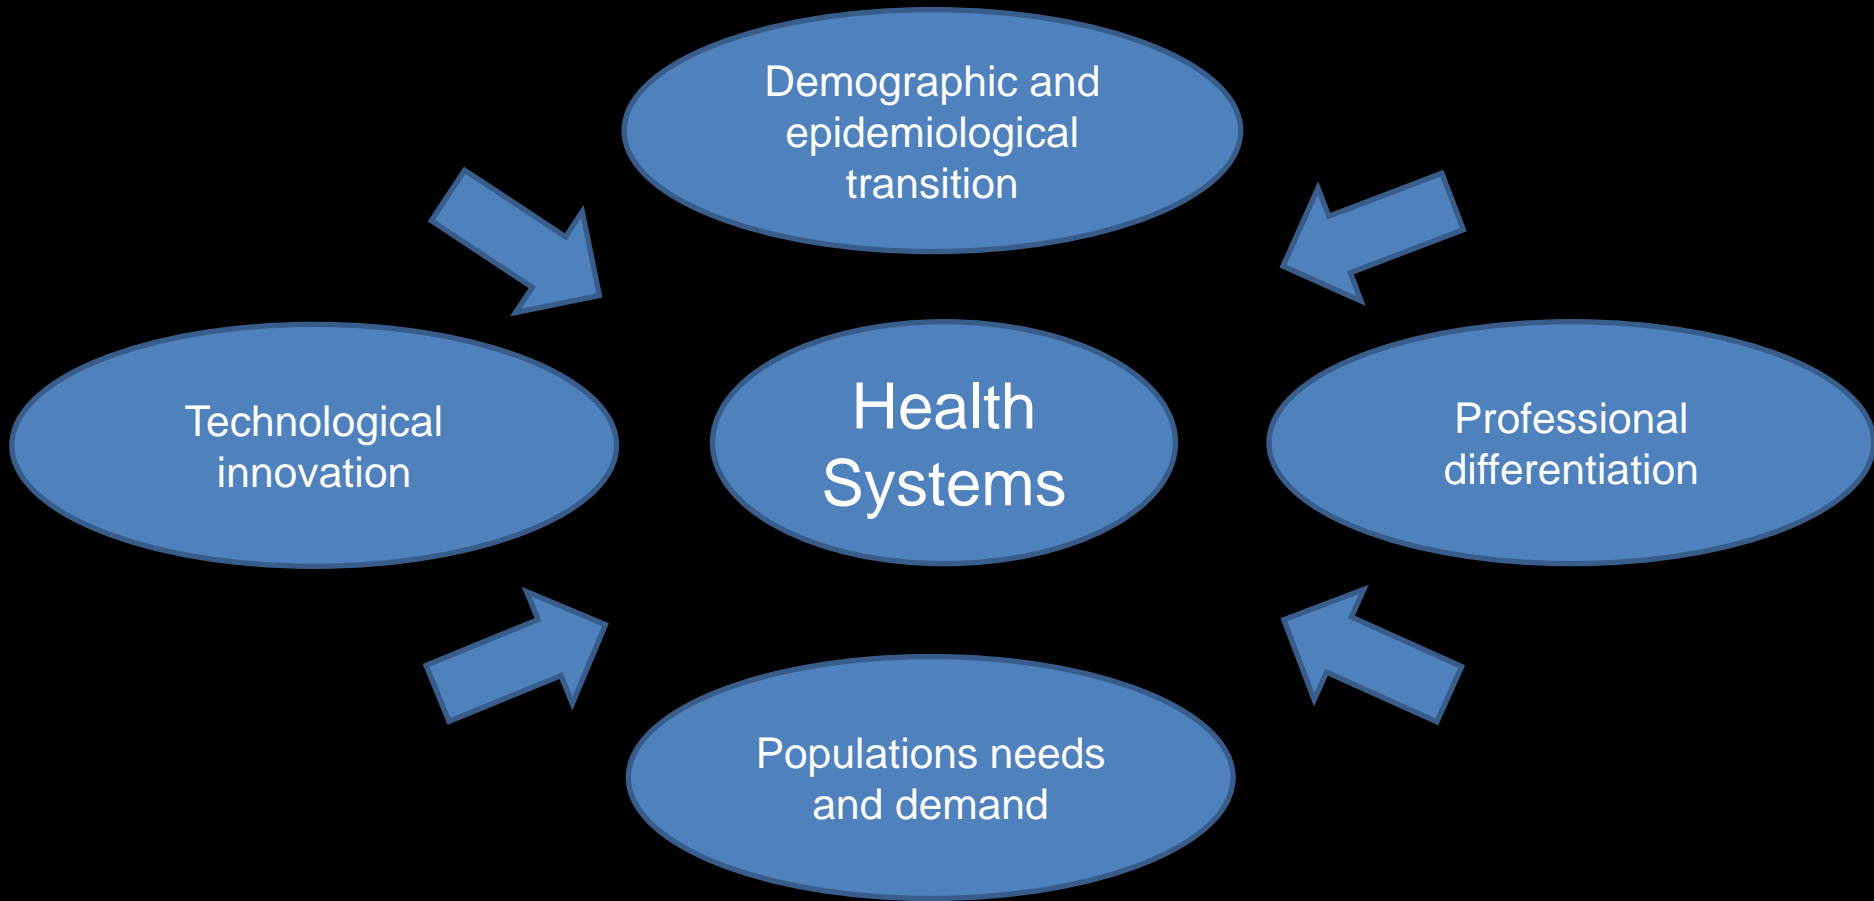 Demographic and
epidemiological
transition
Technological
innovation
Health
Systems
Professional
differentiation
Populations needs
and demand